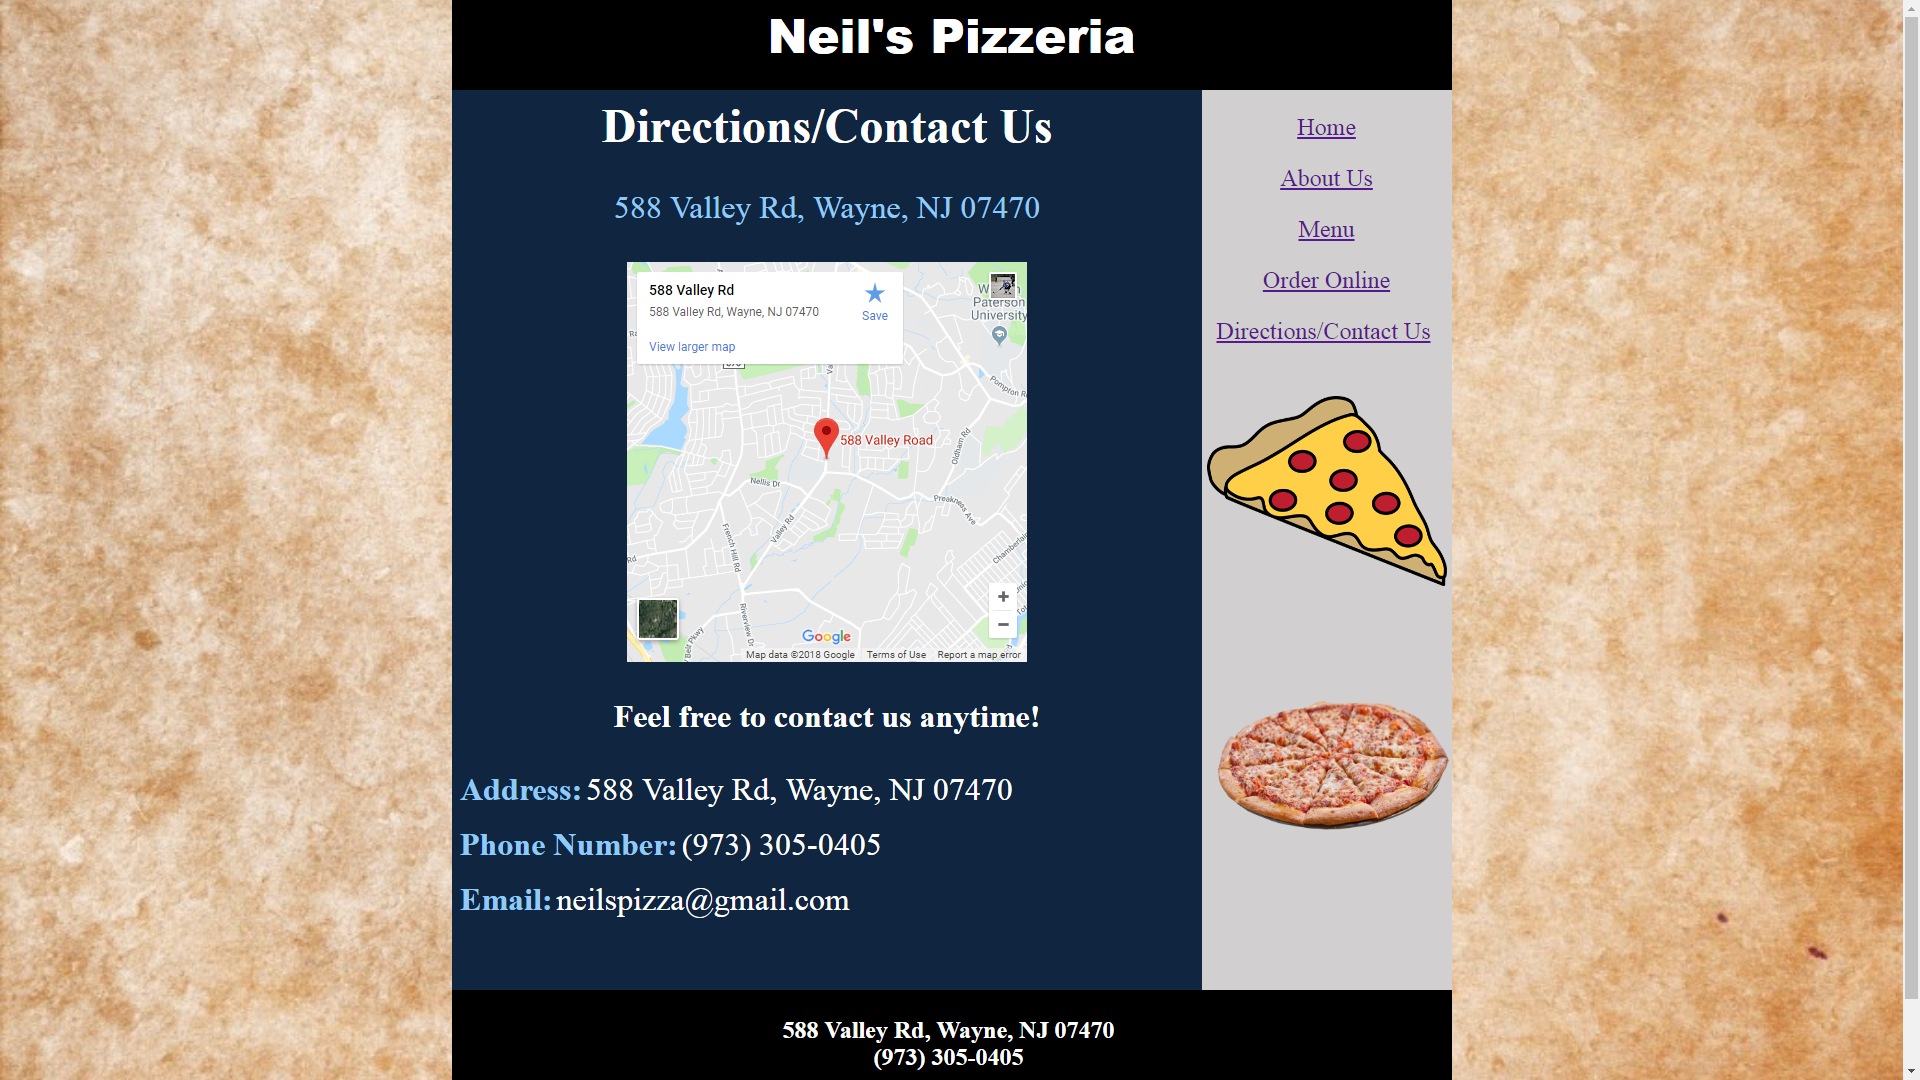 Neil's Pizzeria
Directions/Contact Us
588 Valley Rd, Wayne, NJ 07470
588 Valley Rd
588 Valley Rd, Wayne, NJ 07470
Save
View larger map
Paterson
University
Pompton R
588 Valley Road
Oldham Rd
Nellis Dr
Preakness Ave
Valley Rd
French Hill Rd
Riverview Dr
Belt Pkwy
Google
Map data ©2018 Google Terms of Use Report a map error
Feel free to contact us anytime!
Address: 588 Valley Rd, Wayne, NJ 07470
Phone Number: (973) 305-0405
Email: neilspizza@gmail.com
Home
About Us
Menu
Order Online
Directions/Contact Us
588 Valley Rd, Wayne, NJ 07470
(973) 305-0405